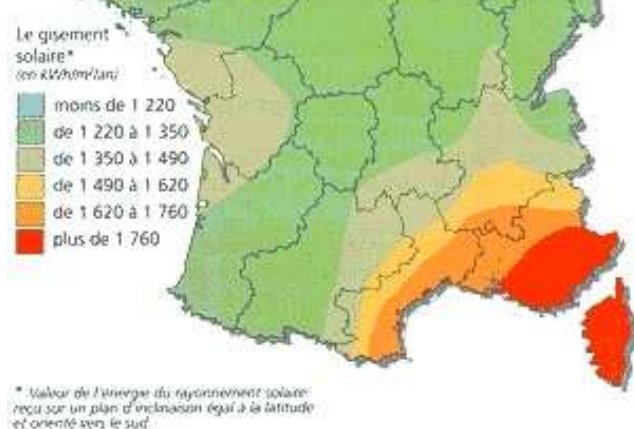 Le gisement
solaire*
(en kWh/m²/an)
moins de 1 220
de 1 220 à 1 350
de 1 350 à 1 490
de 1 490 à 1 620
de 1 620 à 1 760
plus de 1 760
* Valeur de l'énergie du rayonnement solaire
reçu sur un plan d'inclinaison égal à la latitude
et orienté vers le sud